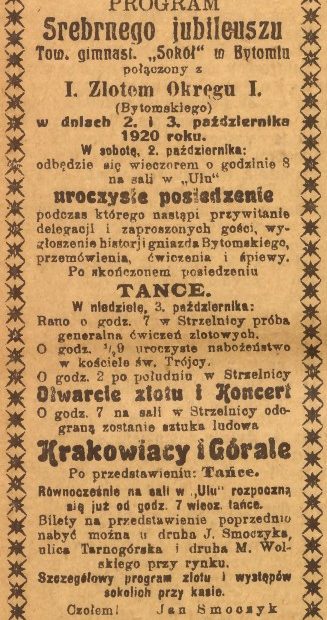 PROGRAM
Srebrnego jubileuszu
Tow. gimnast. „Sokół" w Bytomiu
połączony z
I. Zlotem Okręgu I.
(Bytomskiego)
w dniach 2. i 3. października
1920 roku.
W sobotę, 2. października:
odbędzie się wieczorem o godzinie 8
na sali w „Ulu"
uroczyste posiedzenie
podczas którego nastąpi przywitanie
delegacji i zaproszonych gości, wy-
głoszenie historji gniazda Bytomskiego,
przemówienia, ćwiczenia i śpiewy.
Po skończonem posiedzeniu
TANCE.
W niedzielę, 3. października:
Rano o godz. 7 w Strzelnicy próba
generalna ćwiczeń zlotowych.
O godz. ½9 uroczyste nabożeństwo
w kościele św. Trójcy.
O godz. 2 po południu w Strzelnicy
Otwarcie zlotu i Koncert
O godz. 7 na sali w Strzelnicy ode-
graną zostanie sztuka ludowa
Krakowiacy i Górale
Po przedstawieniu: Tańce.
Równocześnie na sali w „Ulu" rozpoczną
się już od godz. 7 wiecz. tańce.
Bilety na przedstawienie poprzednio
nabyć można u druha J. Smoczyka,
ulica Tarnogórska i druha M. Wol-
skiego przy rynku.
Szczegółowy program zlotu i występów
sokolich przy kasie.
Czołem! Jan Smoczyk